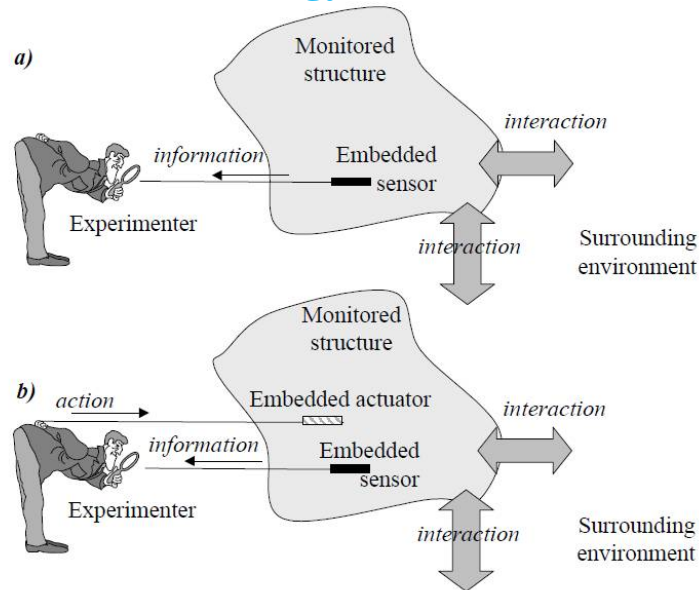 a)
Monitored
structure
interaction
information
Embedded
sensor
Experimenter
interaction
Surrounding
environment
Monitored
structure
b)
action
Embedded actuator
interaction
information
Embedded
sensor
Experimenter
interaction
Surrounding
environment